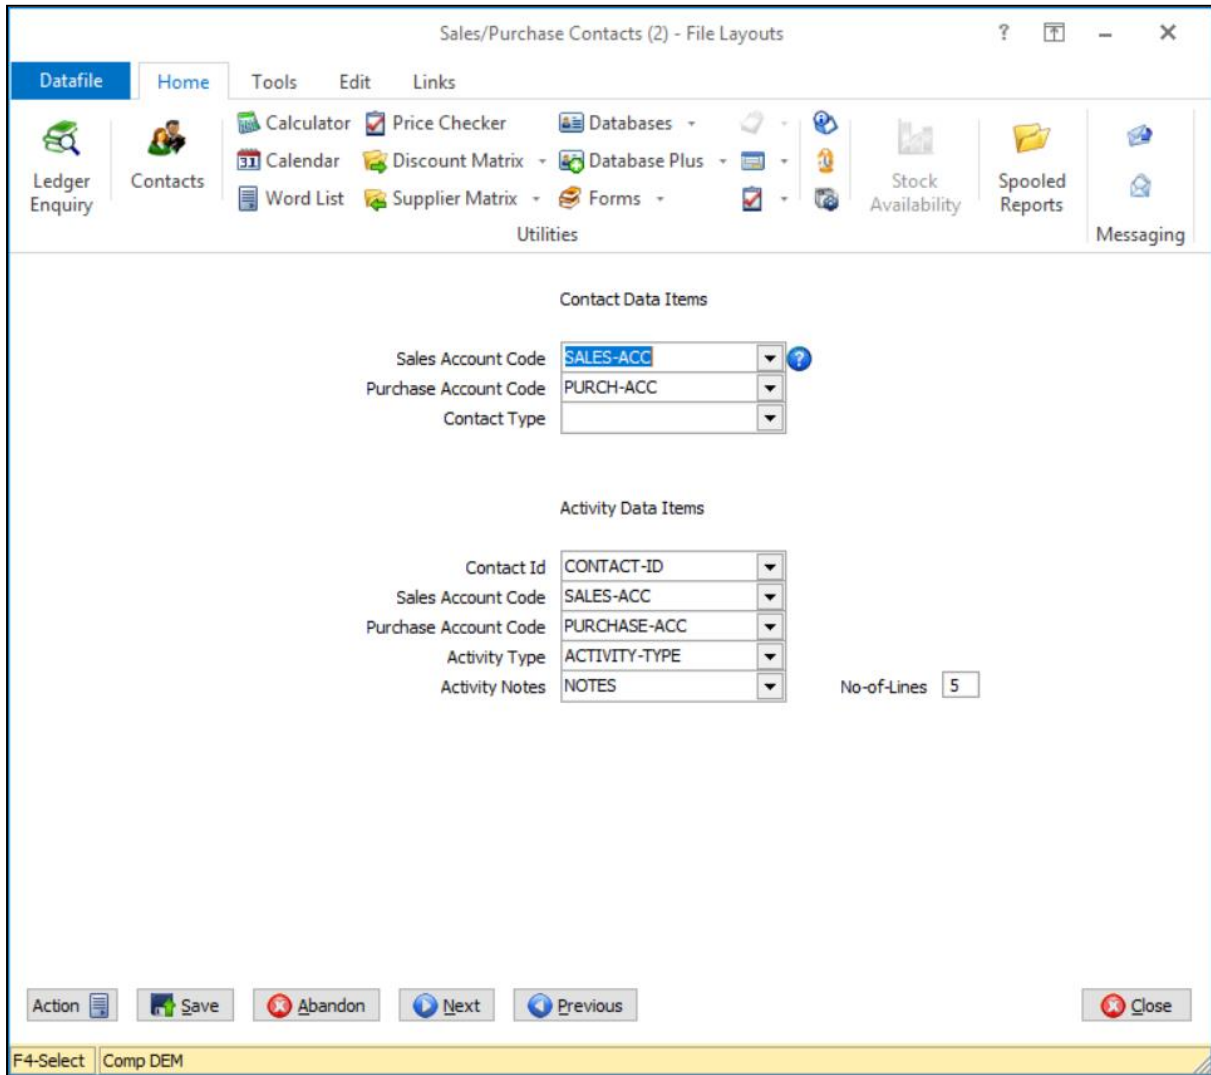 Sales/Purchase Contacts (2) - File Layouts
Datafile Home Tools Edit Links
Calculator Price Checker Databases
Ledger Enquiry Contacts Calendar Discount Matrix Database Plus Stock Availability Spooled Reports
Word List Supplier Matrix Forms
Utilities Messaging
Contact Data Items
Sales Account Code SALES-ACC
Purchase Account Code PURCH-ACC
Contact Type
Activity Data Items
Contact Id CONTACT-ID
Sales Account Code SALES-ACC
Purchase Account Code PURCHASE-ACC
Activity Type ACTIVITY-TYPE
Activity Notes NOTES No-of-Lines 5
Action Save Abandon Next Previous Close
F4-Select Comp DEM